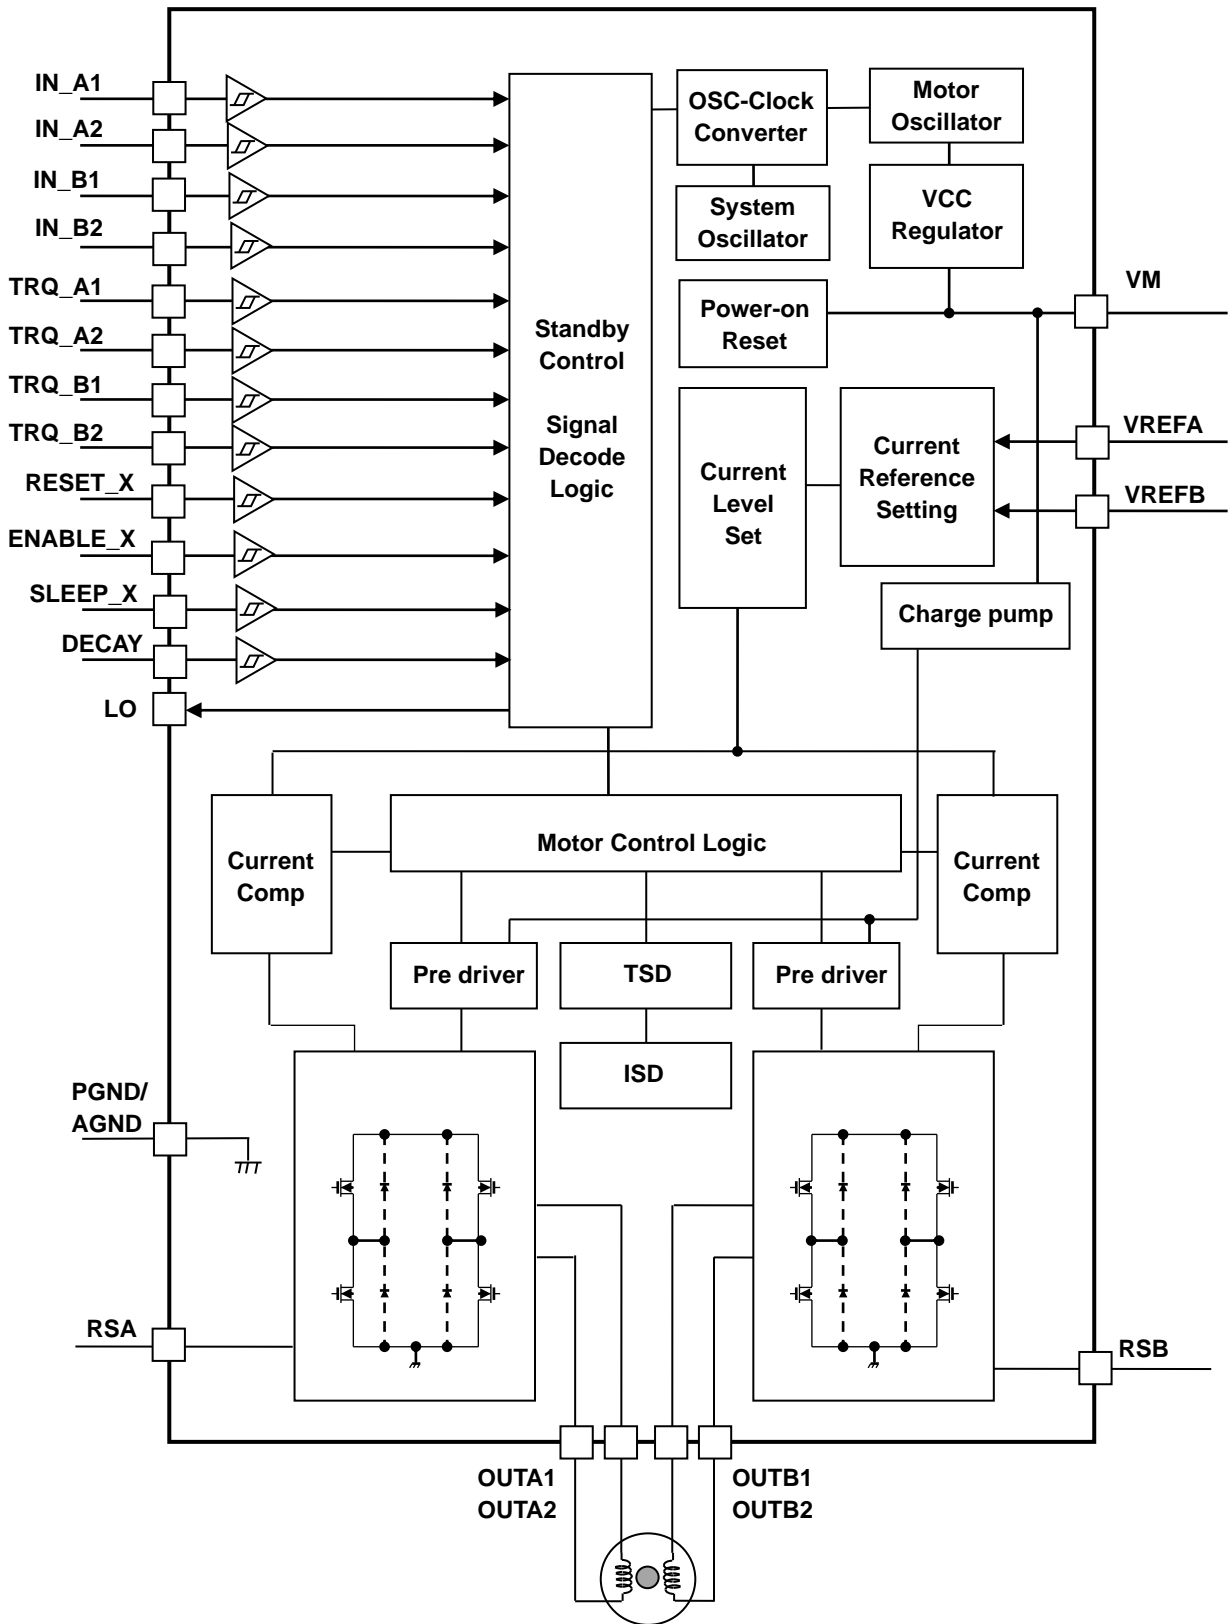 IN_A1
IN_A2
IN_B1
IN_B2
TRQ_A1
TRQ_A2
TRQ_B1
TRQ_B2
RESET_X
ENABLE_X
SLEEP_X
DECAY
LO
Standby
Control
Signal
Decode
Logic
OSC-Clock
Converter
Motor
Oscillator
System
Oscillator
VCC
Regulator
Power-on
Reset
VM
Current
Level
Set
Current
Reference
Setting
VREFA
VREFB
Charge pump
Current
Comp
Motor Control Logic
Current
Comp
Pre driver
TSD
Pre driver
ISD
PGND/
AGND
RSA
RSB
OUTA1
OUTA2
OUTB1
OUTB2